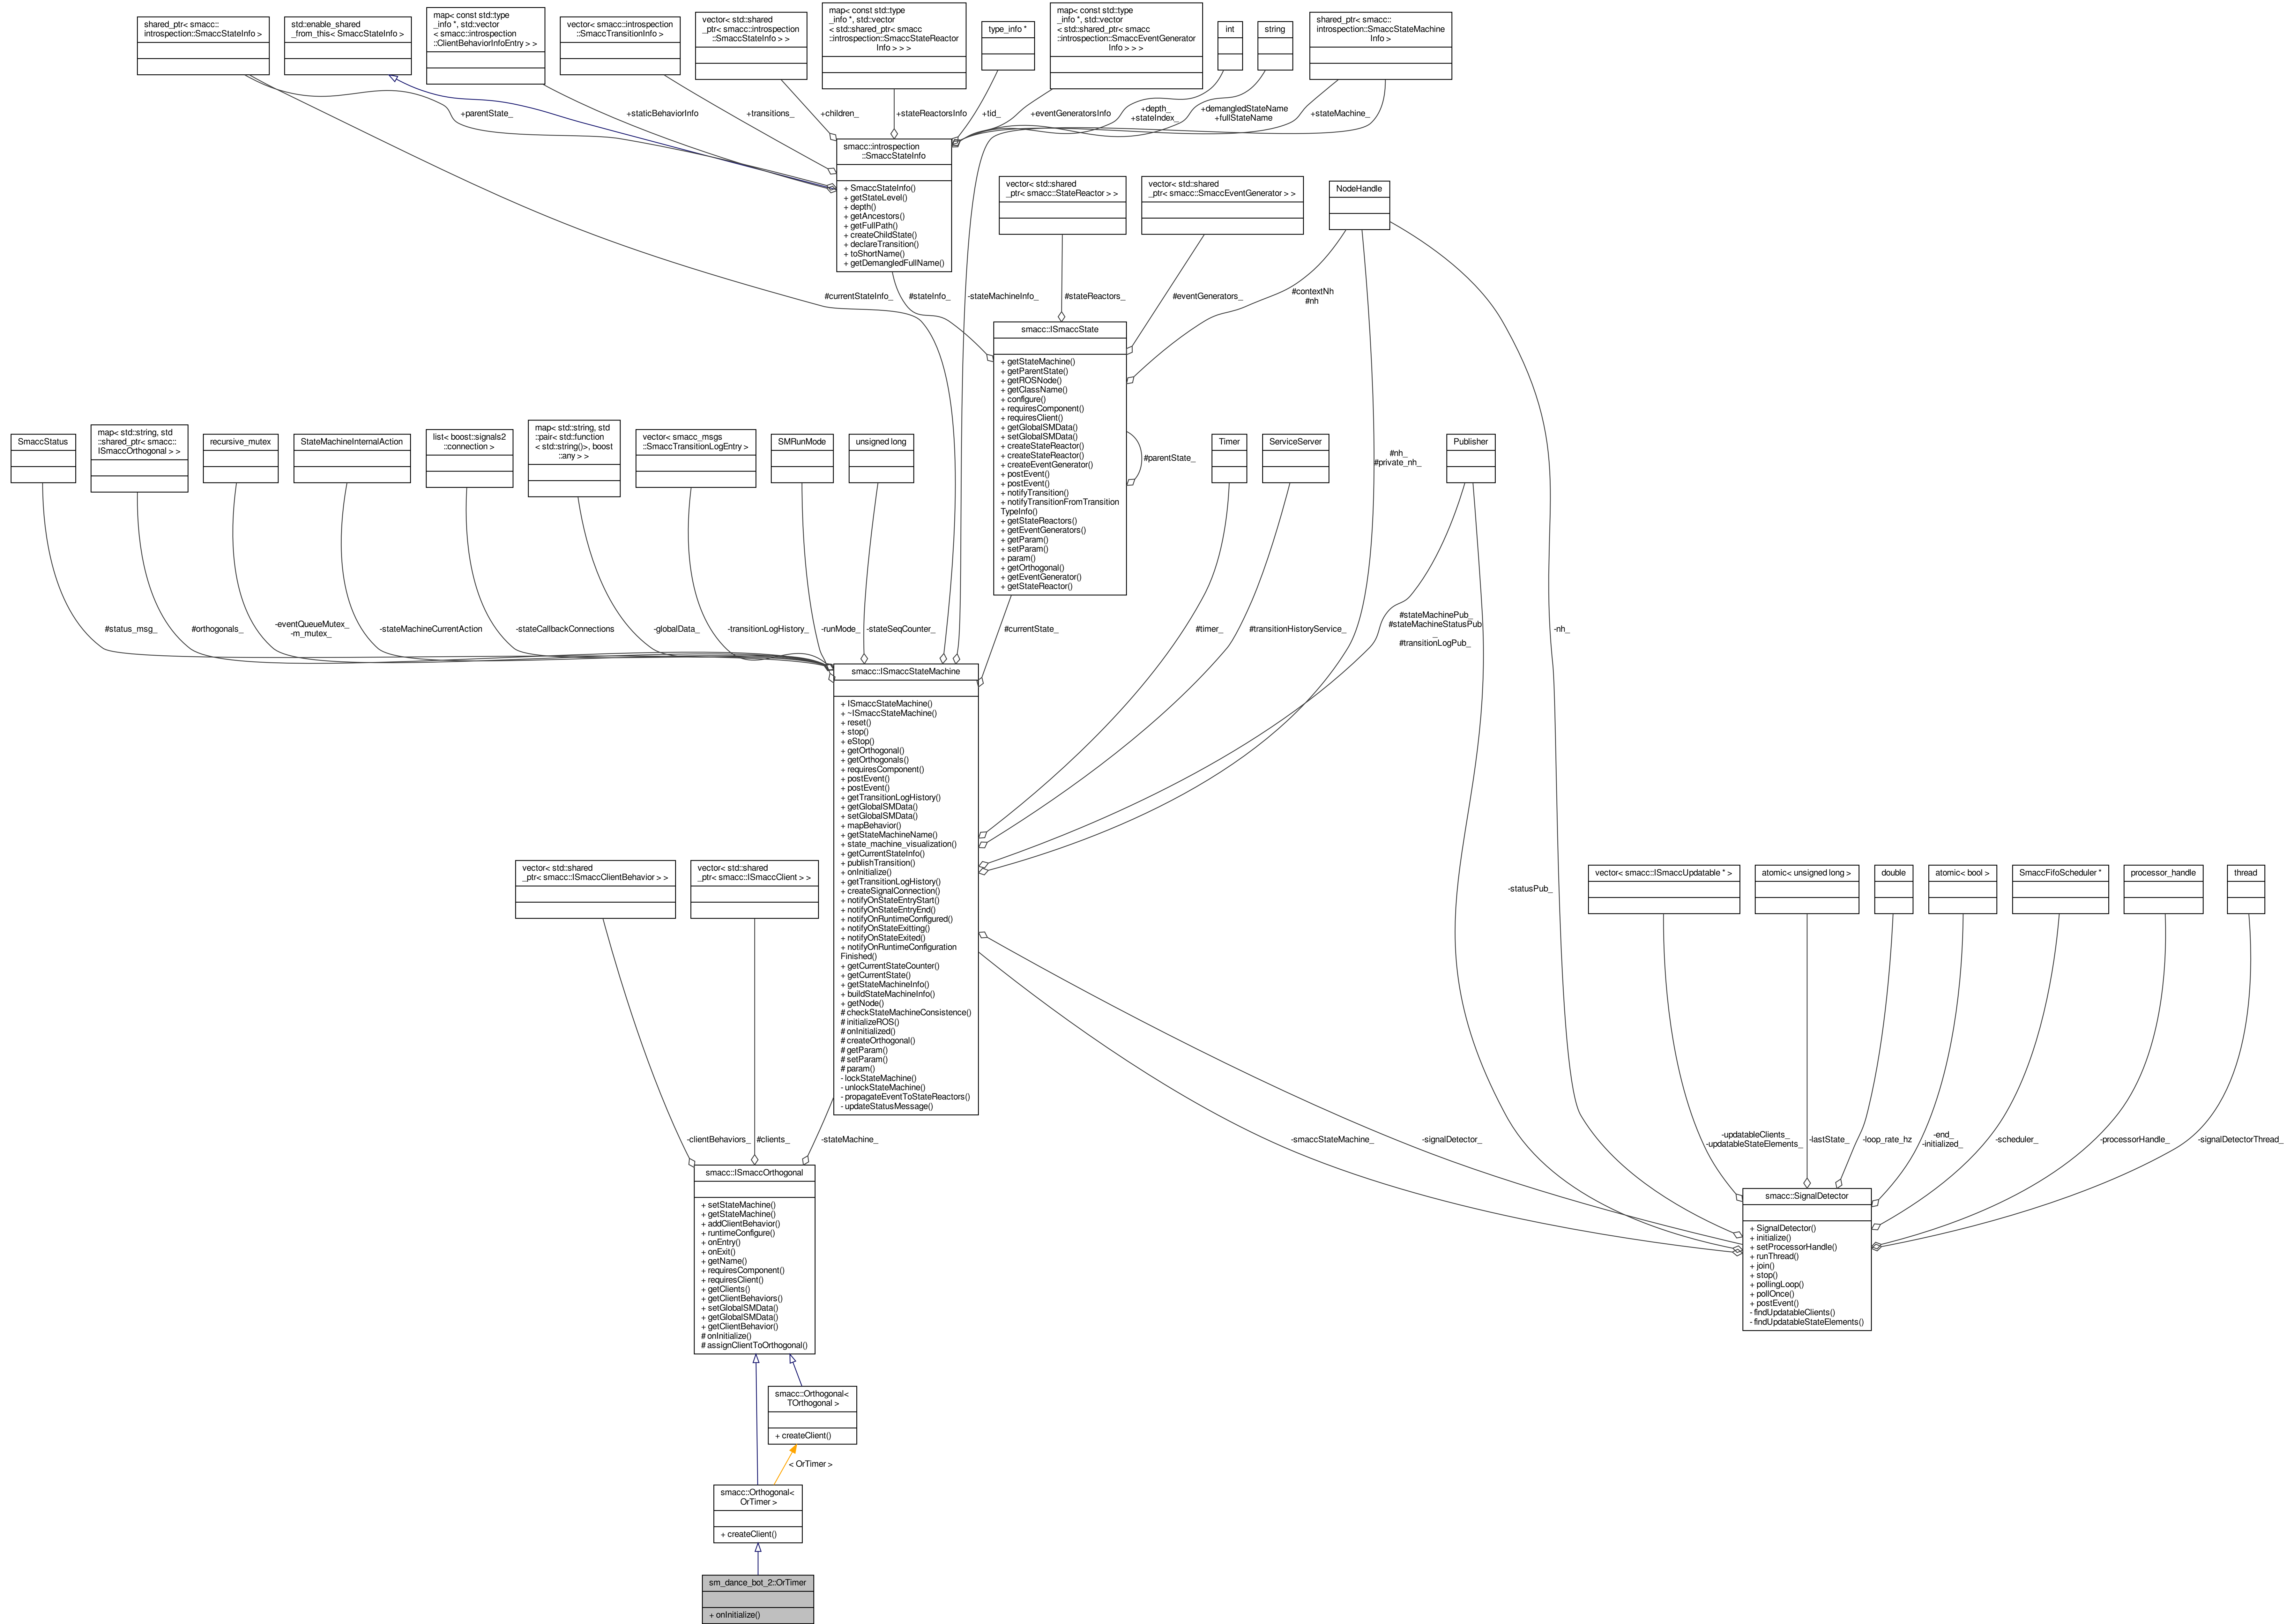 shared_ptr< smacc::
introspection::SmaccStateInfo >
std::enable_shared
_from_this< SmaccStateInfo >
map< const std::type
_info *, std::vector
< smacc::introspection
::ClientBehaviorInfoEntry > >
vector< smacc::introspection
::SmaccTransitionInfo >
vector< std::shared
_ptr< smacc::introspection
::SmaccStateInfo > >
map< const std::type
_info *, std::vector
< std::shared_ptr< smacc
::introspection::SmaccStateReactor
Info > > >
type_info *
map< const std::type
_info *, std::vector
< std::shared_ptr< smacc
::introspection::SmaccEventGenerator
Info > > >
int
string
shared_ptr< smacc::
introspection::SmaccStateMachine
Info >
+parentState_
+staticBehaviorInfo
+transitions_
+children_
+stateReactorsInfo
+tid_
+eventGeneratorsInfo
+depth_
+stateIndex_
+demangledStateName
+fullStateName
+stateMachine_
smacc::introspection
::SmaccStateInfo
+ SmaccStateInfo()
+ getStateLevel()
+ depth()
+ getAncestors()
+ getFullPath()
+ createChildState()
+ declareTransition()
+ toShortName()
+ getDemangledFullName()
vector< std::shared
_ptr< smacc::StateReactor > >
vector< std::shared
_ptr< smacc::SmaccEventGenerator > >
NodeHandle
#currentStateInfo_
#stateInfo_
-stateMachineInfo_
#stateReactors_
#eventGenerators_
#contextNh
#nh
smacc::ISmaccState
+ getStateMachine()
+ getParentState()
+ getROSNode()
+ getClassName()
+ configure()
+ requiresComponent()
+ requiresClient()
+ getGlobalSMData()
+ setGlobalSMData()
+ createStateReactor()
+ createStateReactor()
+ createEventGenerator()
+ postEvent()
+ postEvent()
+ notifyTransition()
+ notifyTransitionFromTransition
TypeInfo()
+ getStateReactors()
+ getEventGenerators()
+ getParam()
+ setParam()
+ param()
+ getOrthogonal()
+ getEventGenerator()
+ getStateReactor()
#parentState_
SmaccStatus
map< std::string, std
::shared_ptr< smacc::
ISmaccOrthogonal > >
recursive_mutex
StateMachineInternalAction
list< boost::signals2
::connection >
map< std::string, std
::pair< std::function
< std::string()>, boost
::any > >
vector< smacc_msgs
::SmaccTransitionLogEntry >
SMRunMode
unsigned long
Timer
ServiceServer
#nh_
#private_nh_
Publisher
#status_msg_
#orthogonals_
-eventQueueMutex_
-m_mutex_
-stateMachineCurrentAction
-stateCallbackConnections
-globalData_
-transitionLogHistory_
-runMode_
-stateSeqCounter_
#currentState_
#timer_
#transitionHistoryService_
#stateMachinePub_
#stateMachineStatusPub
_
#transitionLogPub_
-nh_
smacc::ISmaccStateMachine
+ ISmaccStateMachine()
+ ~ISmaccStateMachine()
+ reset()
+ stop()
+ eStop()
+ getOrthogonal()
+ getOrthogonals()
+ requiresComponent()
+ postEvent()
+ postEvent()
+ getTransitionLogHistory()
+ getGlobalSMData()
+ setGlobalSMData()
+ mapBehavior()
+ getStateMachineName()
+ state_machine_visualization()
+ getCurrentStateInfo()
+ publishTransition()
+ onInitialize()
+ getTransitionLogHistory()
+ createSignalConnection()
+ notifyOnStateEntryStart()
+ notifyOnStateEntryEnd()
+ notifyOnRuntimeConfigured()
+ notifyOnStateExitting()
+ notifyOnStateExited()
+ notifyOnRuntimeConfiguration
Finished()
+ getCurrentStateCounter()
+ getCurrentState()
+ getStateMachineInfo()
+ buildStateMachineInfo()
+ getNode()
# checkStateMachineConsistence()
# initializeROS()
# onInitialized()
# createOrthogonal()
# getParam()
# setParam()
# param()
- lockStateMachine()
- unlockStateMachine()
- propagateEventToStateReactors()
- updateStatusMessage()
vector< std::shared
_ptr< smacc::ISmaccClientBehavior > >
vector< std::shared
_ptr< smacc::ISmaccClient > >
-statusPub_
vector< smacc::ISmaccUpdatable * >
atomic< unsigned long >
double
atomic< bool >
SmaccFifoScheduler *
processor_handle
thread
-clientBehaviors_
#clients_
-stateMachine_
-smaccStateMachine_
-signalDetector_
-updatableClients_
-updatableStateElements_
-lastState_
-loop_rate_hz
-end_
-initialized_
-scheduler_
-processorHandle_
-signalDetectorThread_
smacc::ISmaccOrthogonal
+ setStateMachine()
+ getStateMachine()
+ addClientBehavior()
+ runtimeConfigure()
+ onEntry()
+ onExit()
+ getName()
+ requiresComponent()
+ requiresClient()
+ getClients()
+ getClientBehaviors()
+ setGlobalSMData()
+ getGlobalSMData()
+ getClientBehavior()
# onInitialize()
# assignClientToOrthogonal()
smacc::SignalDetector
+ SignalDetector()
+ initialize()
+ setProcessorHandle()
+ runThread()
+ join()
+ stop()
+ pollingLoop()
+ pollOnce()
+ postEvent()
- findUpdatableClients()
- findUpdatableStateElements()
smacc::Orthogonal<
TOrthogonal >
+ createClient()
< OrTimer >
smacc::Orthogonal<
OrTimer >
+ createClient()
sm_dance_bot_2::OrTimer
+ onInitialize()